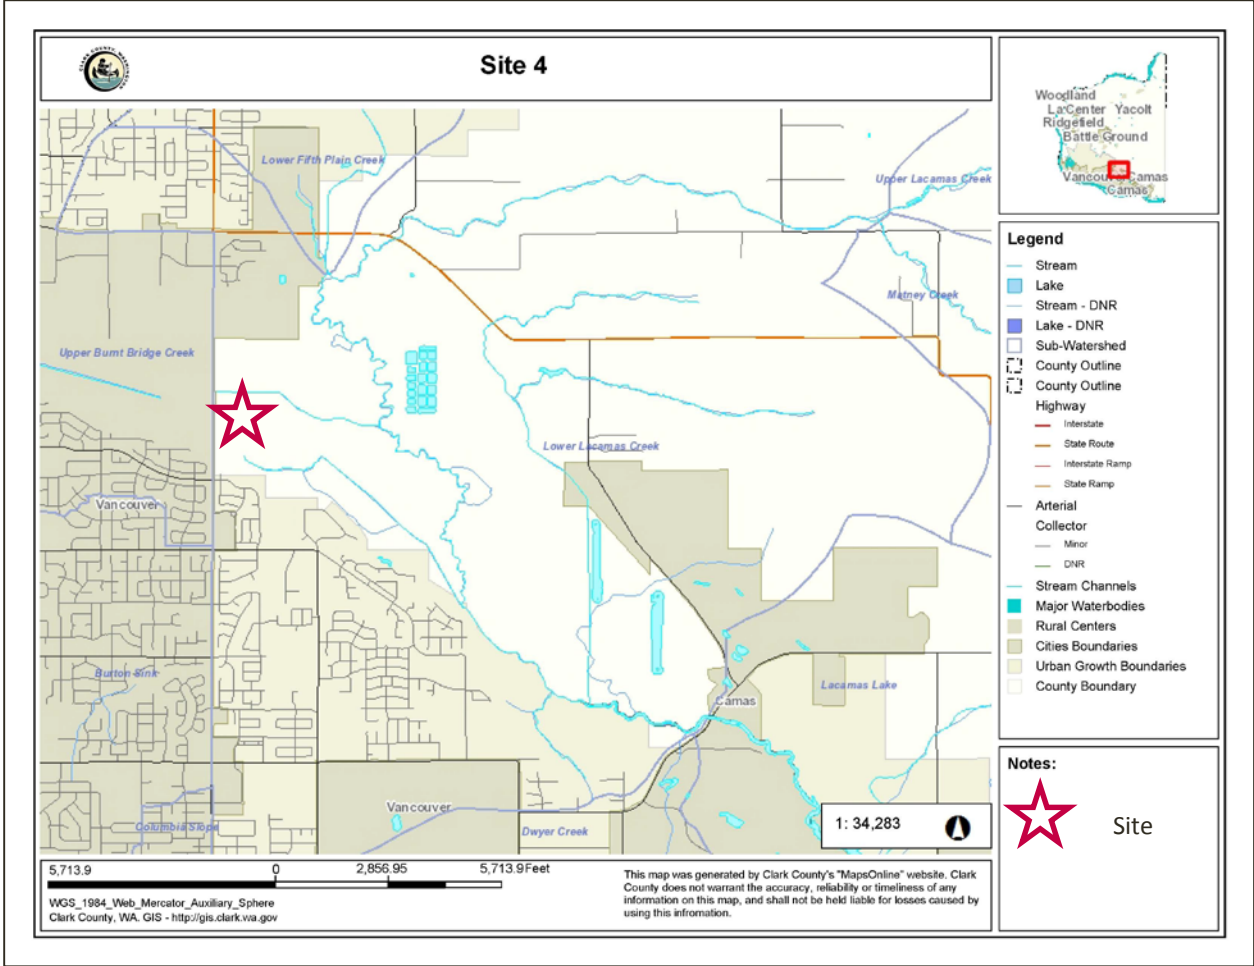 CLARK COUNTY, WASHINGTON
Site 4
Woodland
La Center Yacolt
Ridgefield
Battle Ground
Vancouver Camas
Camas
Lower Fifth Plain Creek
Upper Lacamas Creek
Matney Creek
Upper Burnt Bridge Creek
Lower Lacamas Creek
Vancouver
Burton Sink
Lacamas Lake
Camas
Vancouver
Columbia Slope
Dwyer Creek
1: 34,283
Legend
Stream
Lake
Stream - DNR
Lake - DNR
Sub-Watershed
County Outline
County Outline
Highway
Interstate
State Route
Interstate Ramp
State Ramp
Arterial
Collector
Minor
DNR
Stream Channels
Major Waterbodies
Rural Centers
Cities Boundaries
Urban Growth Boundaries
County Boundary
Notes:
Site
5,713.9 0 2,856.95 5,713.9 Feet
WGS_1984_Web_Mercator_Auxiliary_Sphere
Clark County, WA. GIS - http://gis.clark.wa.gov
This map was generated by Clark County's "MapsOnline" website. Clark
County does not warrant the accuracy, reliability or timeliness of any
information on this map, and shall not be held liable for losses caused by
using this infromation.